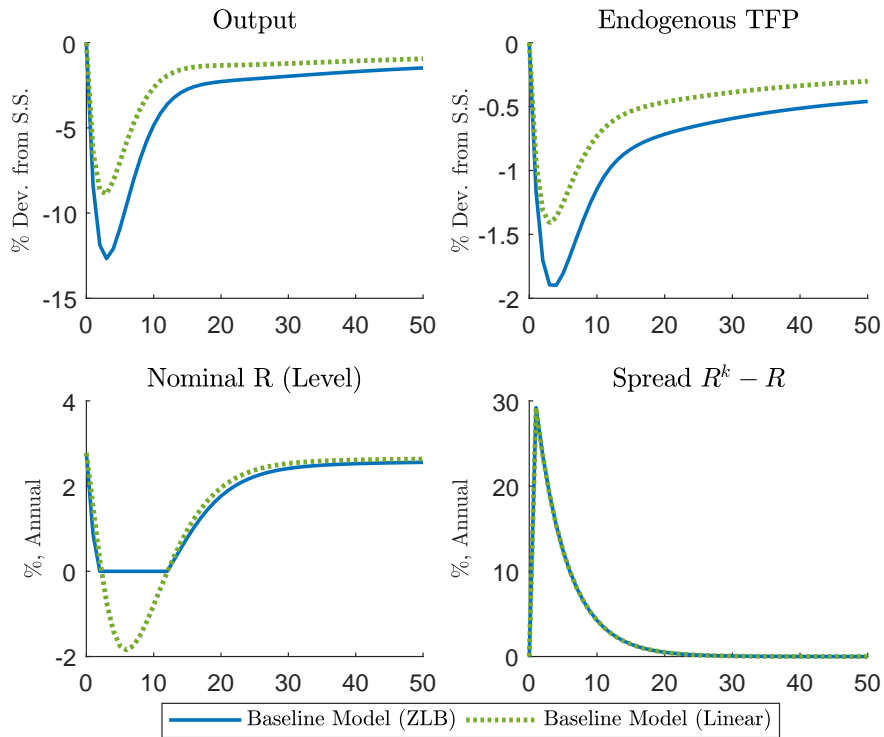 Output
Endogenous TFP
% Dev. from S.S.
0
-5
-10
-15
0 10 20 30 40 50
% Dev. from S.S.
0
-0.5
-1
-1.5
-2
0 10 20 30 40 50
Nominal R (Level)
Spread R^k − R
%, Annual
4
2
0
-2
0 10 20 30 40 50
%, Annual
30
20
10
0
0 10 20 30 40 50
Baseline Model (ZLB) Baseline Model (Linear)